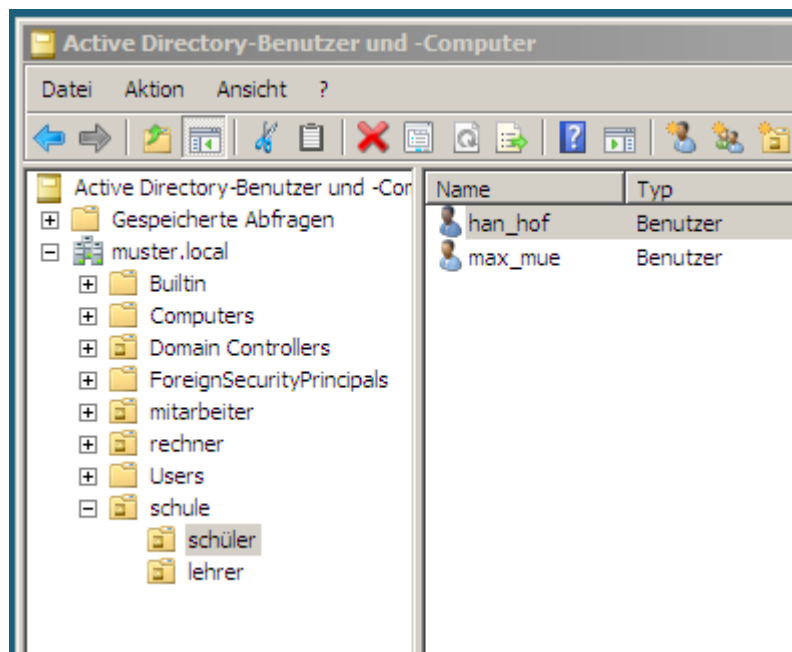 Active Directory-Benutzer und -Computer
Datei Aktion Ansicht ?
Active Directory-Benutzer und -Com
Gespeicherte Abfragen
muster.local
Builtin
Computers
Domain Controllers
ForeignSecurityPrincipals
mitarbeiter
rechner
Users
schule
schüler
lehrer
Name Typ
han_hof Benutzer
max_mue Benutzer